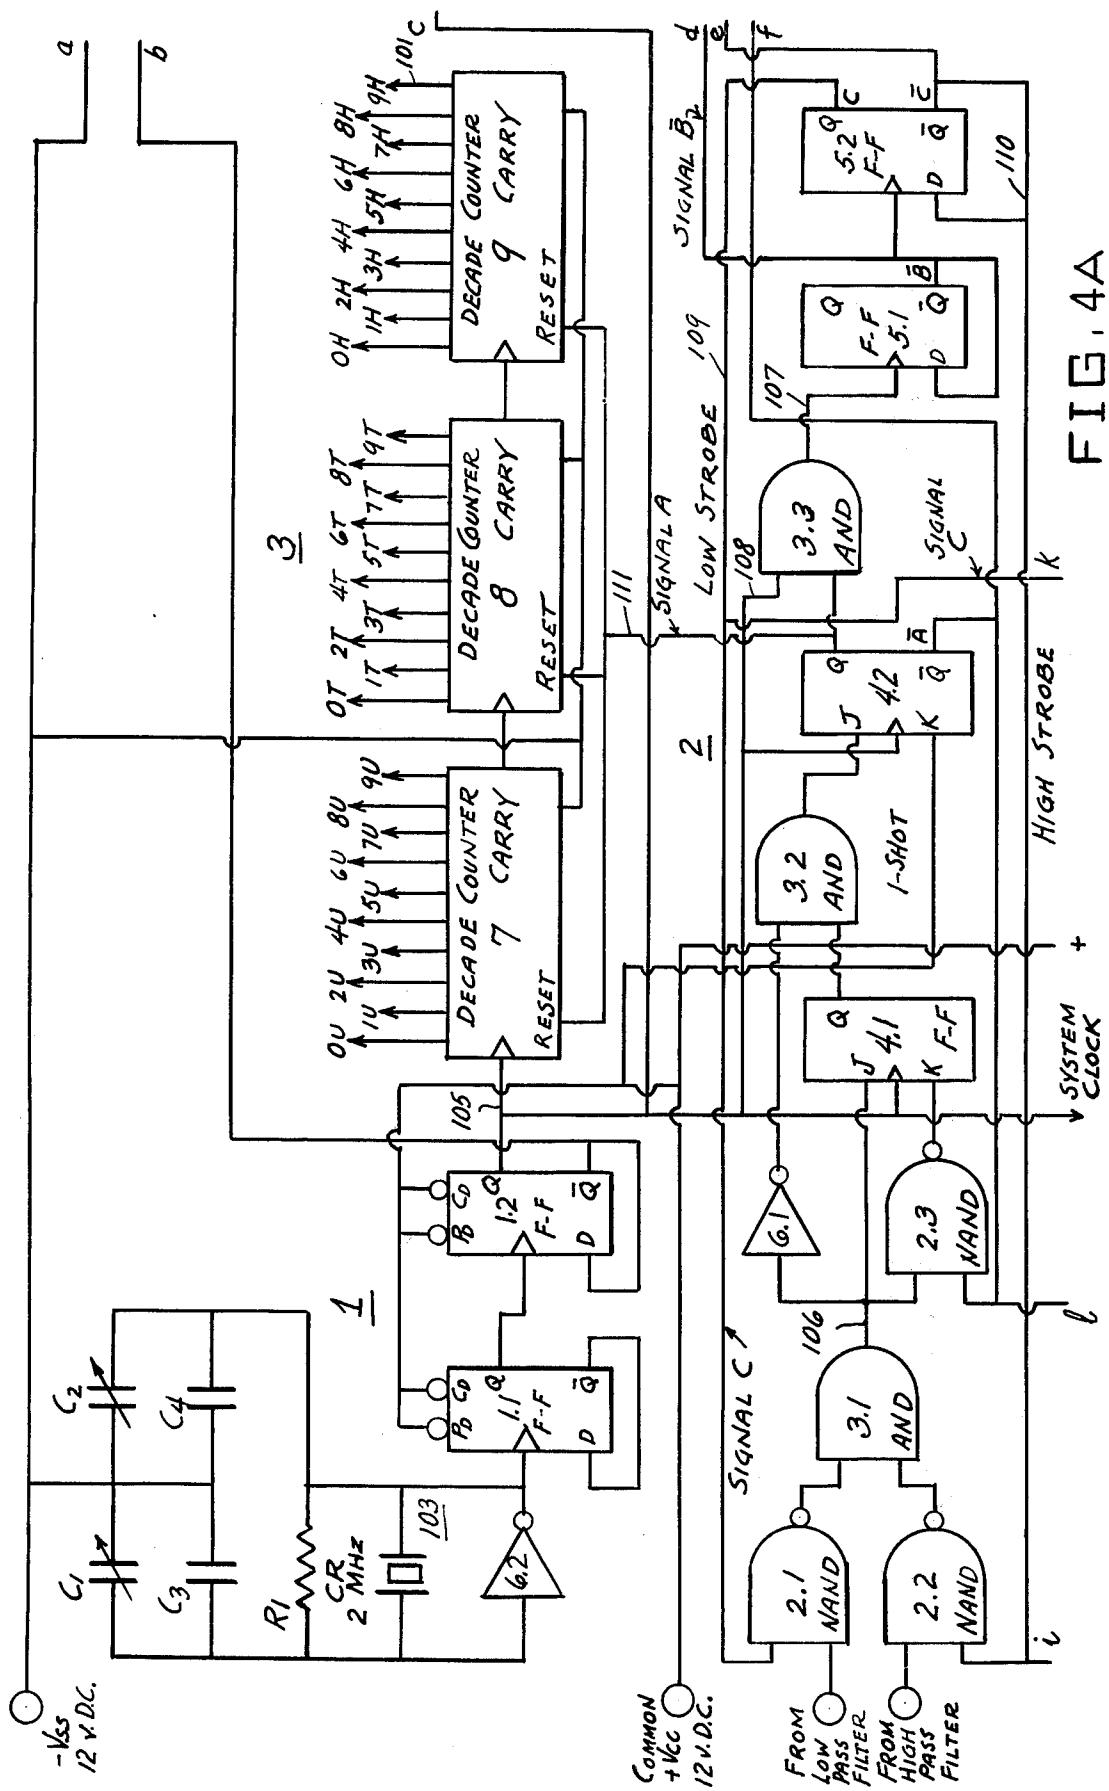 a
b
-Vss
12 V.D.C.
C1
C2
C3
C4
R1
CR
2 MHz
103
6.2
1
PD CD
1.1 Q
F-F
D Q̅
PD CD
1.2 Q
F-F
D Q̅
105
3
0U 1U 2U 3U 4U 5U 6U 7U 8U 9U
DECADE COUNTER
7 CARRY
RESET
0T 1T 2T 3T 4T 5T 6T 7T 8T 9T
DECADE COUNTER
8 CARRY
RESET
0H 1H 2H 3H 4H 5H 6H 7H 8H 9H
DECADE COUNTER
9 CARRY
RESET
101
C
111
SIGNAL A
COMMON
+Vcc
12 V.D.C.
SIGNAL C
2
LOW STROBE
109
SIGNAL B̅
d
e
f
FROM
LOW
PASS
FILTER
FROM
HIGH
PASS
FILTER
2.1
NAND
2.2
NAND
i
3.1
AND
106
6.1
2.3
NAND
l
SYSTEM
CLOCK
J Q
4.1
K F-F
+
3.2
AND
1-SHOT
J Q
4.2
K Q̅
A̅
108
3.3
AND
107
SIGNAL
C
k
HIGH STROBE
Q
F-F
5.1
D Q̅
B̅
Q
5.2
F-F
D Q̅
C
C̅
110
FIG. 4A